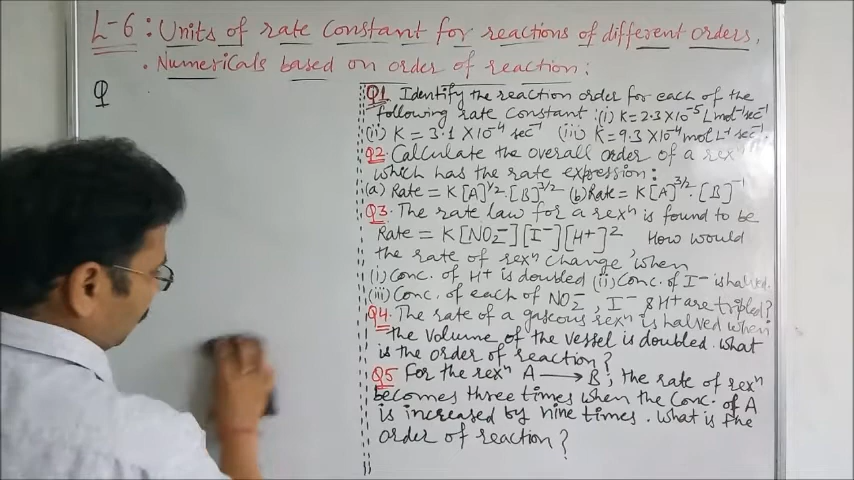 L-6: Units of rate constant for reactions of different orders,
. Numericals based on order of reaction:
Q
Q1 Identify the reaction order for each of the
following rate constant: (i) K = 2.3 X 10⁻⁵ L mol⁻¹ sec⁻¹
(ii) K = 3.1 X 10⁻⁴ sec⁻¹ (iii) K = 9.3 X 10⁻⁴ mol L⁻¹ sec⁻¹.
Q2. Calculate the overall order of a rexⁿ
which has the rate expression:
(a) Rate = K[A]^1/2.[B]^3/2 (b) Rate = K[A]^3/2.[B]⁻¹
Q3. The rate law for a rexⁿ is found to be
Rate = K[NO₂⁻][I⁻][H⁺]² How would
the rate of rexⁿ change, when
(i) Conc. of H⁺ is doubled (ii) Conc. of I⁻ is halved.
(iii) Conc. of each of NO₂⁻, I⁻ & H⁺ are tripled?
Q4. The rate of a gaseous rexⁿ is halved when
the volume of the vessel is doubled. What
is the order of reaction?
Q5 For the rexⁿ A ⟶ B, the rate of rexⁿ
becomes three times when the conc. of A
is increased by nine times. What is the
order of reaction?